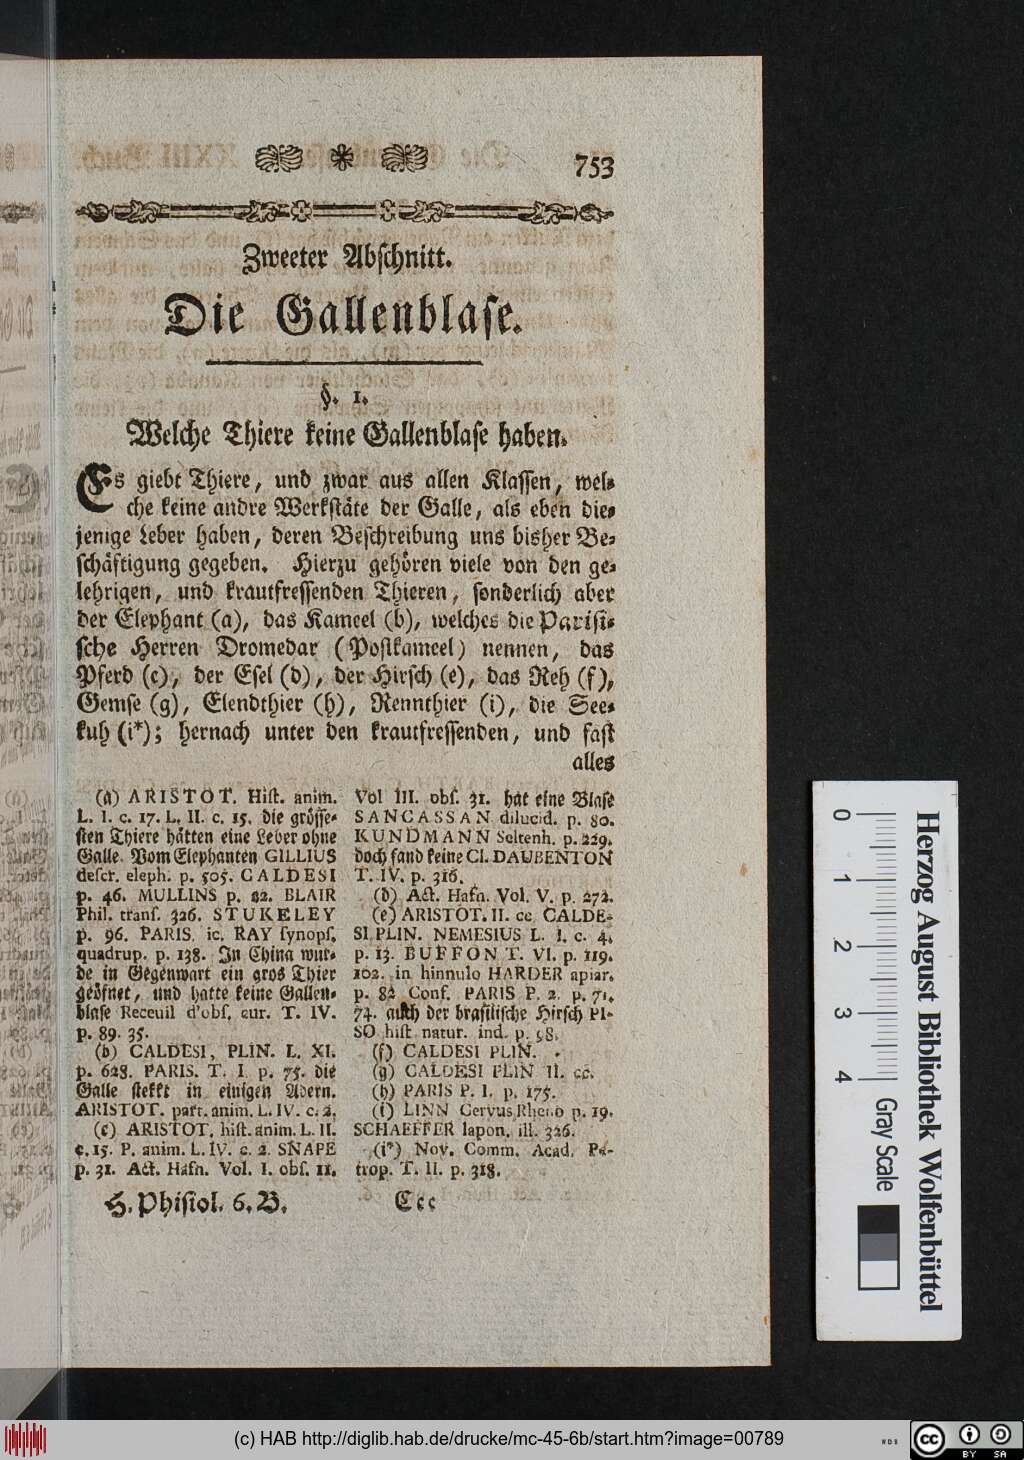 753
Zweeter Abschnitt.
Die Gallenblase.
§. 1.
Welche Thiere keine Gallenblase haben.
Es giebt Thiere, und zwar aus allen Klassen, wel-
che keine andre Werkstäte der Galle, als eben die-
jenige Leber haben, deren Beschreibung uns bisher Be-
schäftigung gegeben. Hierzu gehören viele von den ge-
lehrigen, und krautfressenden Thieren, sonderlich aber
der Elephant (a), das Kameel (b), welches die Parisi-
sche Herren Dromedar (Postkameel) nennen, das
Pferd (c), der Esel (d), der Hirsch (e), das Reh (f),
Gemse (g), Elendthier (h), Rennthier (i), die See-
kuh (i*); hernach unter den krautfressenden, und fast
alles
(a) ARISTOT. Hist. anim.
L. I. c. 17. L. II. c. 15. die grösse-
sten Thiere hätten eine Leber ohne
Galle. Vom Elephanten GILLIUS
descr. eleph. p. 505. CALDESI
p. 46. MULLINS p. 82. BLAIR
Phil. trans. 326. STUKELEY
p. 96. PARIS. ic. RAY synops.
quadrup. p. 138. In China wur-
de in Gegenwart ein gros Thier
geöfnet, und hatte keine Gallen-
blase Receuil d'obs. cur. T. IV.
p. 89. 35.
(b) CALDESI, PLIN. L. XI.
p. 628. PARIS. T. I. p. 75. die
Galle stekkt in einigen Adern.
ARISTOT. part. anim. L. IV. c. 2.
(c) ARISTOT, hist. anim. L. II.
c. 15. P. anim. L. IV. c. 2. SNAPE
p. 31. Act. Hafn. Vol. I. obs. 11.
Vol III. obs. 31. hat eine Blase
SANCASSAN dilucid. p. 80.
KUNDMANN Seltenh. p. 229.
doch fand keine Cl. DAUBENTON
T. IV. p. 316.
(d) Act. Hafn. Vol. V. p. 272.
(e) ARISTOT. II. cc. CALDE-
SI PLIN. NEMESIUS L. I. c. 4.
p. 13. BUFFON T. VI. p. 119.
102. in hinnulo HARDER apiar.
p. 82 Conf. PARIS P. 2. p. 71.
74. auch der brasilische Hirsch PI-
SO hist. natur. ind. p. 98.
(f) CALDESI PLIN.
(g) CALDESI PLIN II. cc.
(h) PARIS P. I. p. 175.
(i) LINN Cervus Rheno p. 19.
SCHAEFFER lapon. ill. 326.
(i*) Nov. Comm. Acad. Pe-
trop. T. II. p. 318.
H. Phisiol. 6. B.
Ccc
0
1
2
3
4
Gray Scale
Herzog August Bibliothek Wolfenbüttel
(c) HAB http://diglib.hab.de/drucke/mc-45-6b/start.htm?image=00789
cc
BY
SA